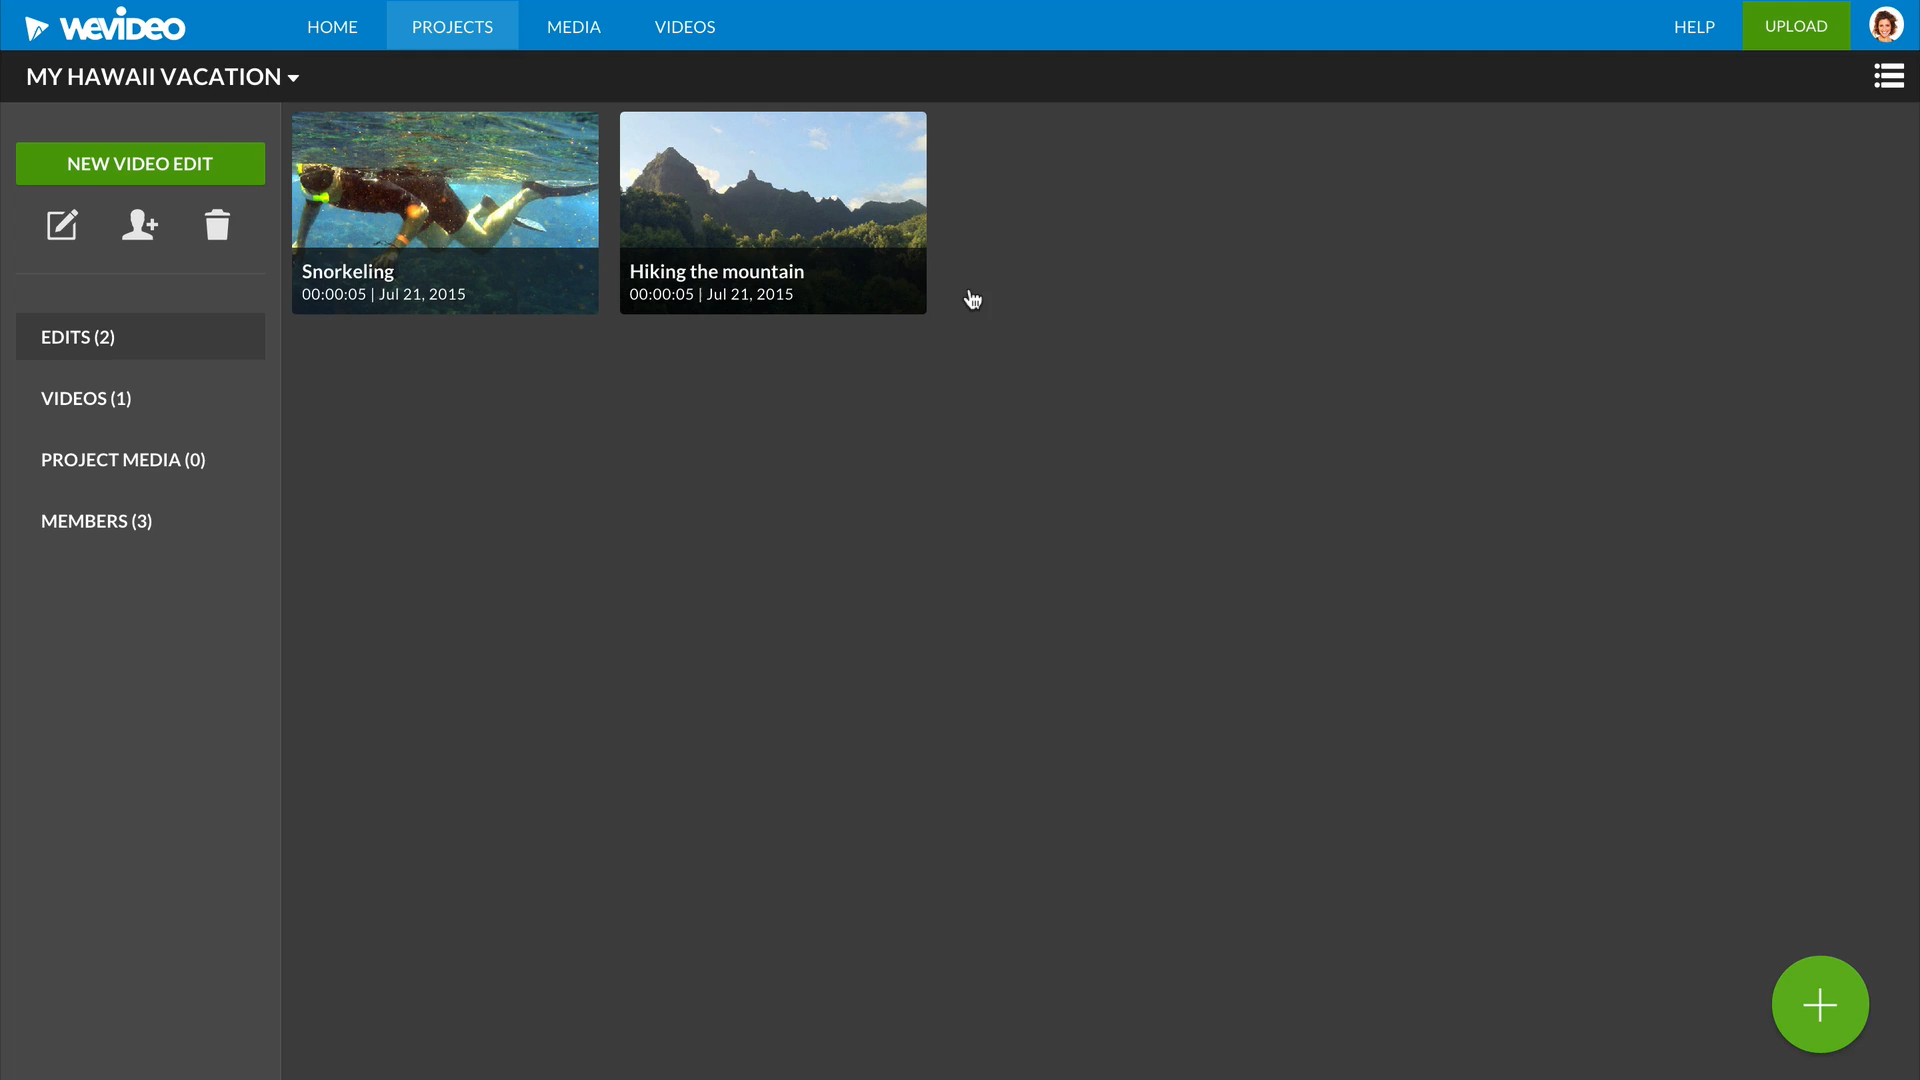 WEVIDEO
HOME
PROJECTS
MEDIA
VIDEOS
HELP
UPLOAD
MY HAWAII VACATION
NEW VIDEO EDIT
EDITS (2)
VIDEOS (1)
PROJECT MEDIA (0)
MEMBERS (3)
Snorkeling
00:00:05 | Jul 21, 2015
Hiking the mountain
00:00:05 | Jul 21, 2015